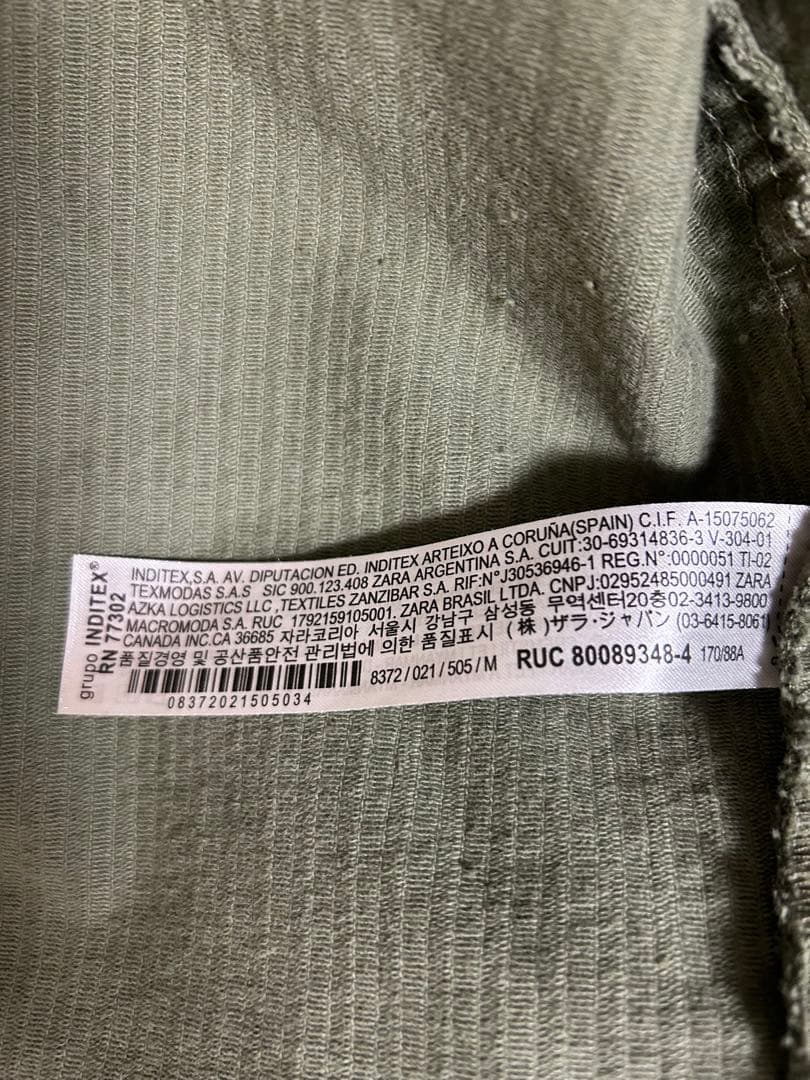 grupo INDITEX®
RN 77302
INDITEX,S.A. AV. DIPUTACION ED. INDITEX ARTEIXO A CORUÑA(SPAIN) C.I.F. A-15075062
TEXMODAS S.A.S SIC 900.123.408 ZARA ARGENTINA S.A. CUIT:30-69314836-3 V-304-01
AZKA LOGISTICS LLC ,TEXTILES ZANZIBAR S.A. RIF:N°J30536946-1 REG.N°:0000051 TI-02
MACROMODA S.A. RUC 1792159105001. ZARA BRASIL LTDA. CNPJ:02952485000491 ZARA
CANADA INC.CA 36685 자라코리아 서울시 강남구 삼성동 무역센터20층02-3413-9800
품질경영 및 공산품안전 관리법에 의한 품질표시 (株)ザラ・ジャパン (03-6415-8061)
8372 / 021 / 505 / M RUC 80089348-4 170/88A
08372021505034